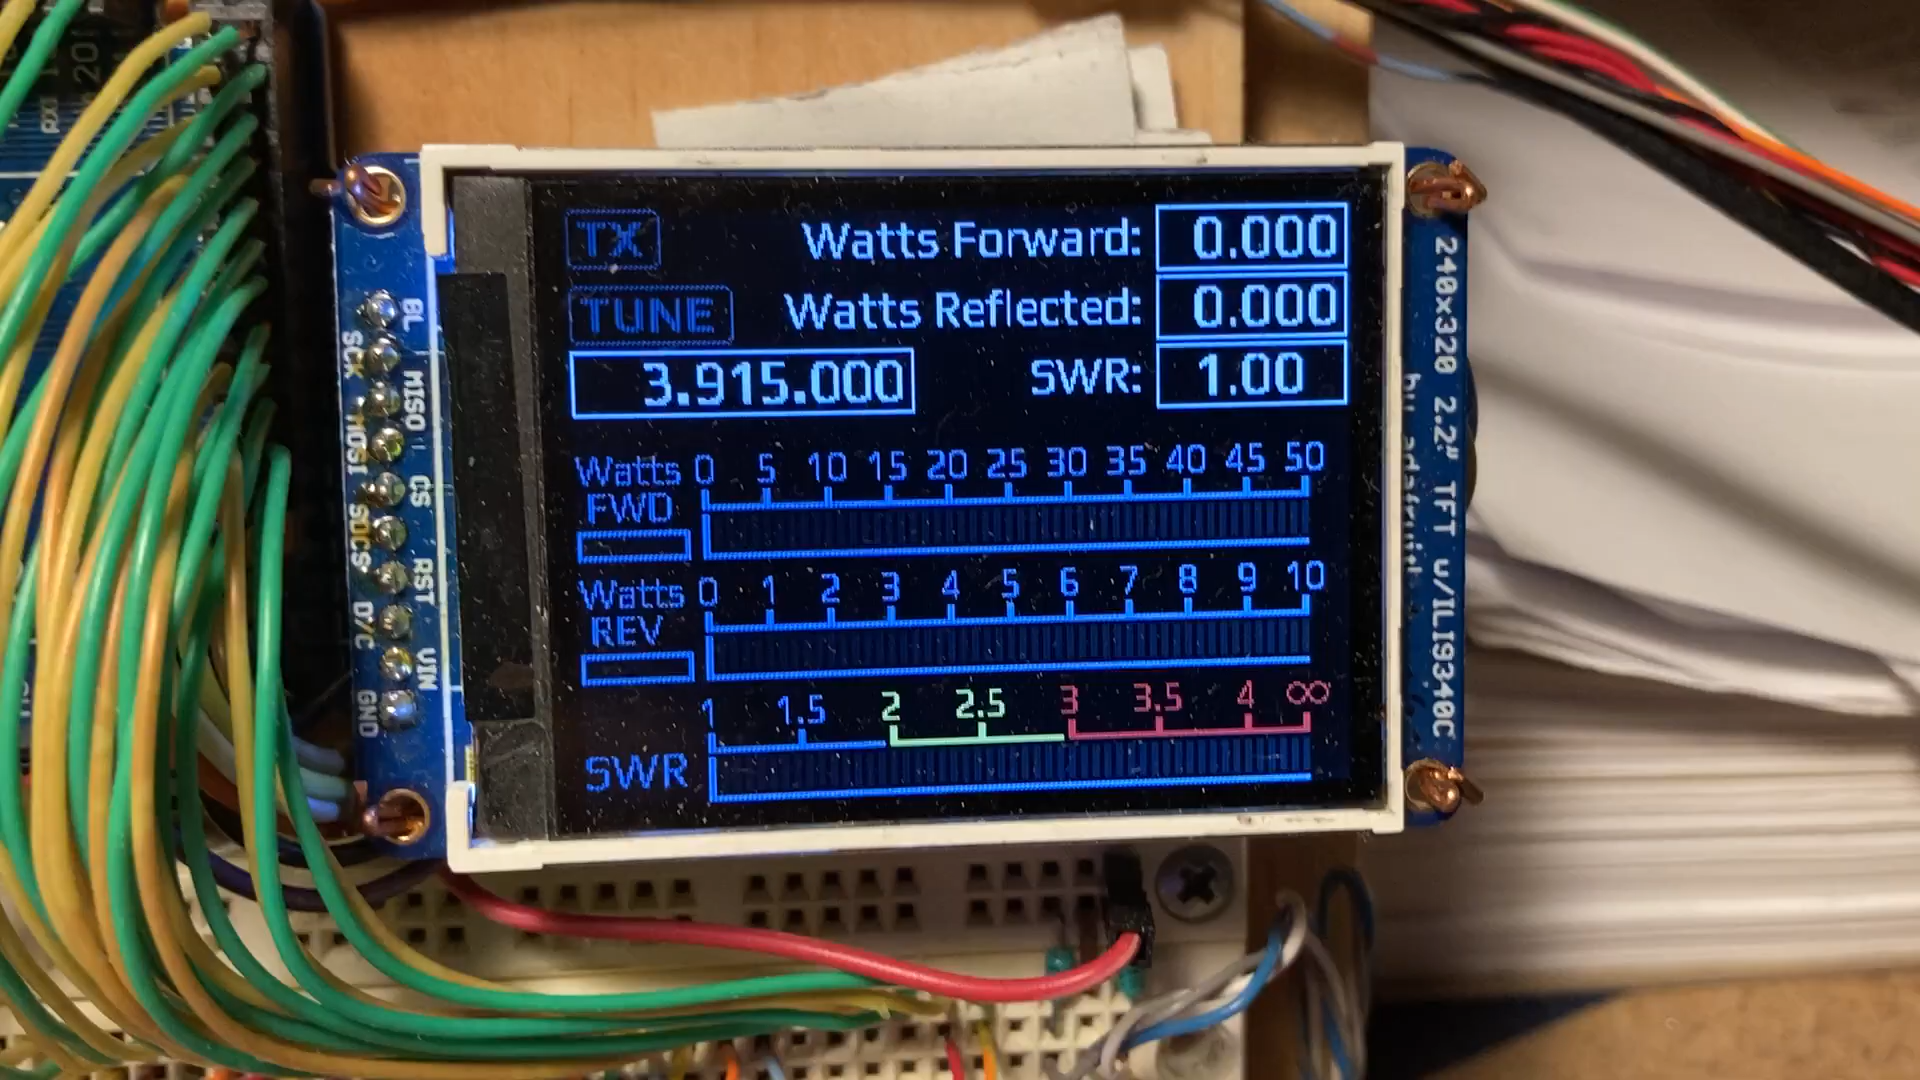 TX
Watts Forward: 0.000
TUNE
Watts Reflected: 0.000
3.915.000
SWR: 1.00
Watts FWD
0 5 10 15 20 25 30 35 40 45 50
Watts REV
0 1 2 3 4 5 6 7 8 9 10
1 1.5 2 2.5 3 3.5 4 ∞
SWR
BL
SCK
MISO
MOSI
CS
SDCS
RST
D/C
VIN
GND
240x320 2.2" TFT w/ILI9340C